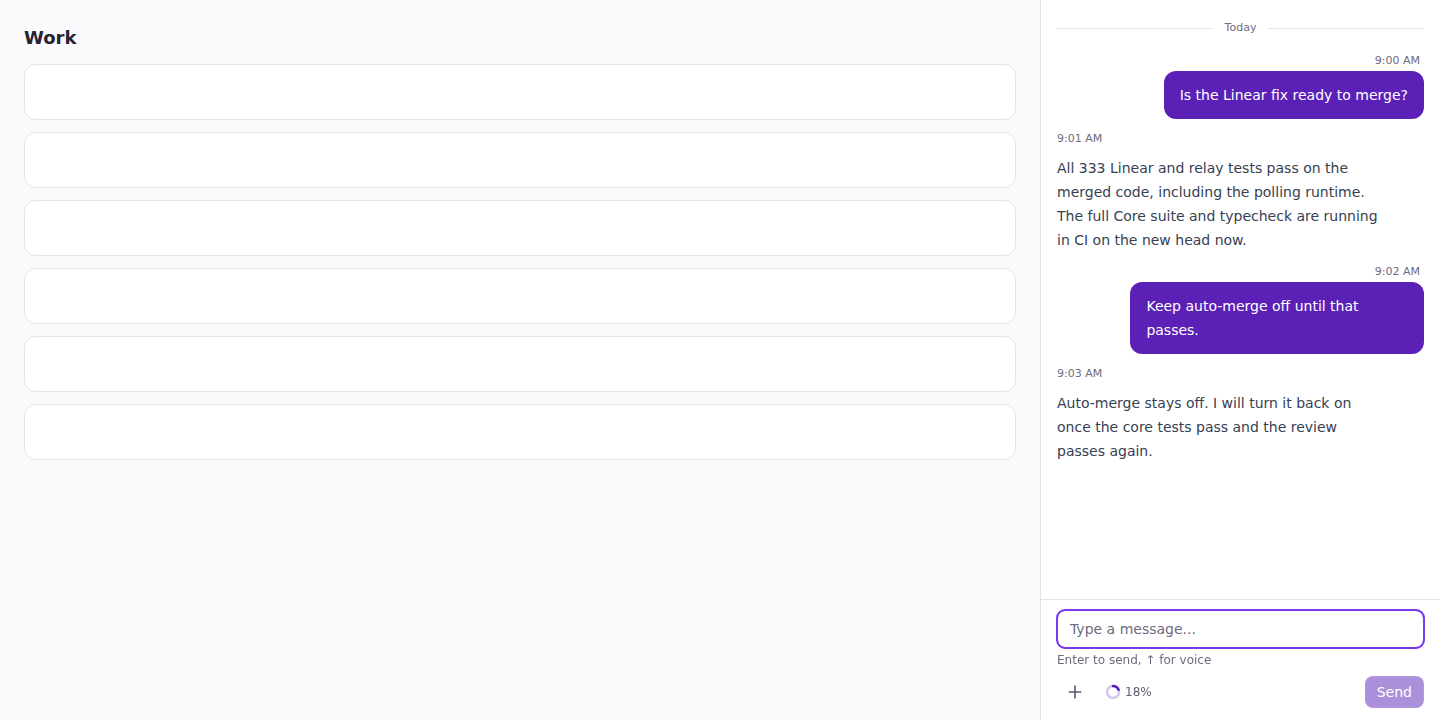 Work
Today
9:00 AM
Is the Linear fix ready to merge?
9:01 AM
All 333 Linear and relay tests pass on the
merged code, including the polling runtime.
The full Core suite and typecheck are running
in CI on the new head now.
9:02 AM
Keep auto-merge off until that
passes.
9:03 AM
Auto-merge stays off. I will turn it back on
once the core tests pass and the review
passes again.
Type a message...
Enter to send, ↑ for voice
18%
Send